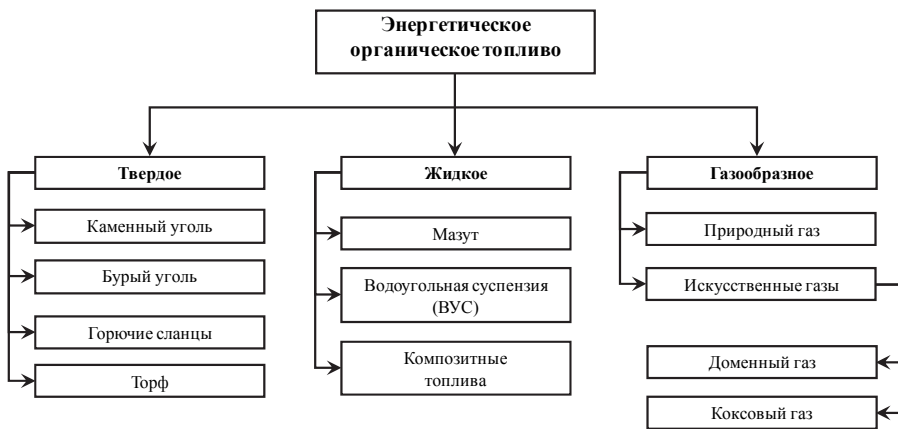 Энергетическое
органическое топливо
Твердое
Каменный уголь
Бурый уголь
Горючие сланцы
Торф
Жидкое
Мазут
Водоугольная суспензия
(ВУС)
Композитные
топлива
Газообразное
Природный газ
Искусственные газы
Доменный газ
Коксовый газ